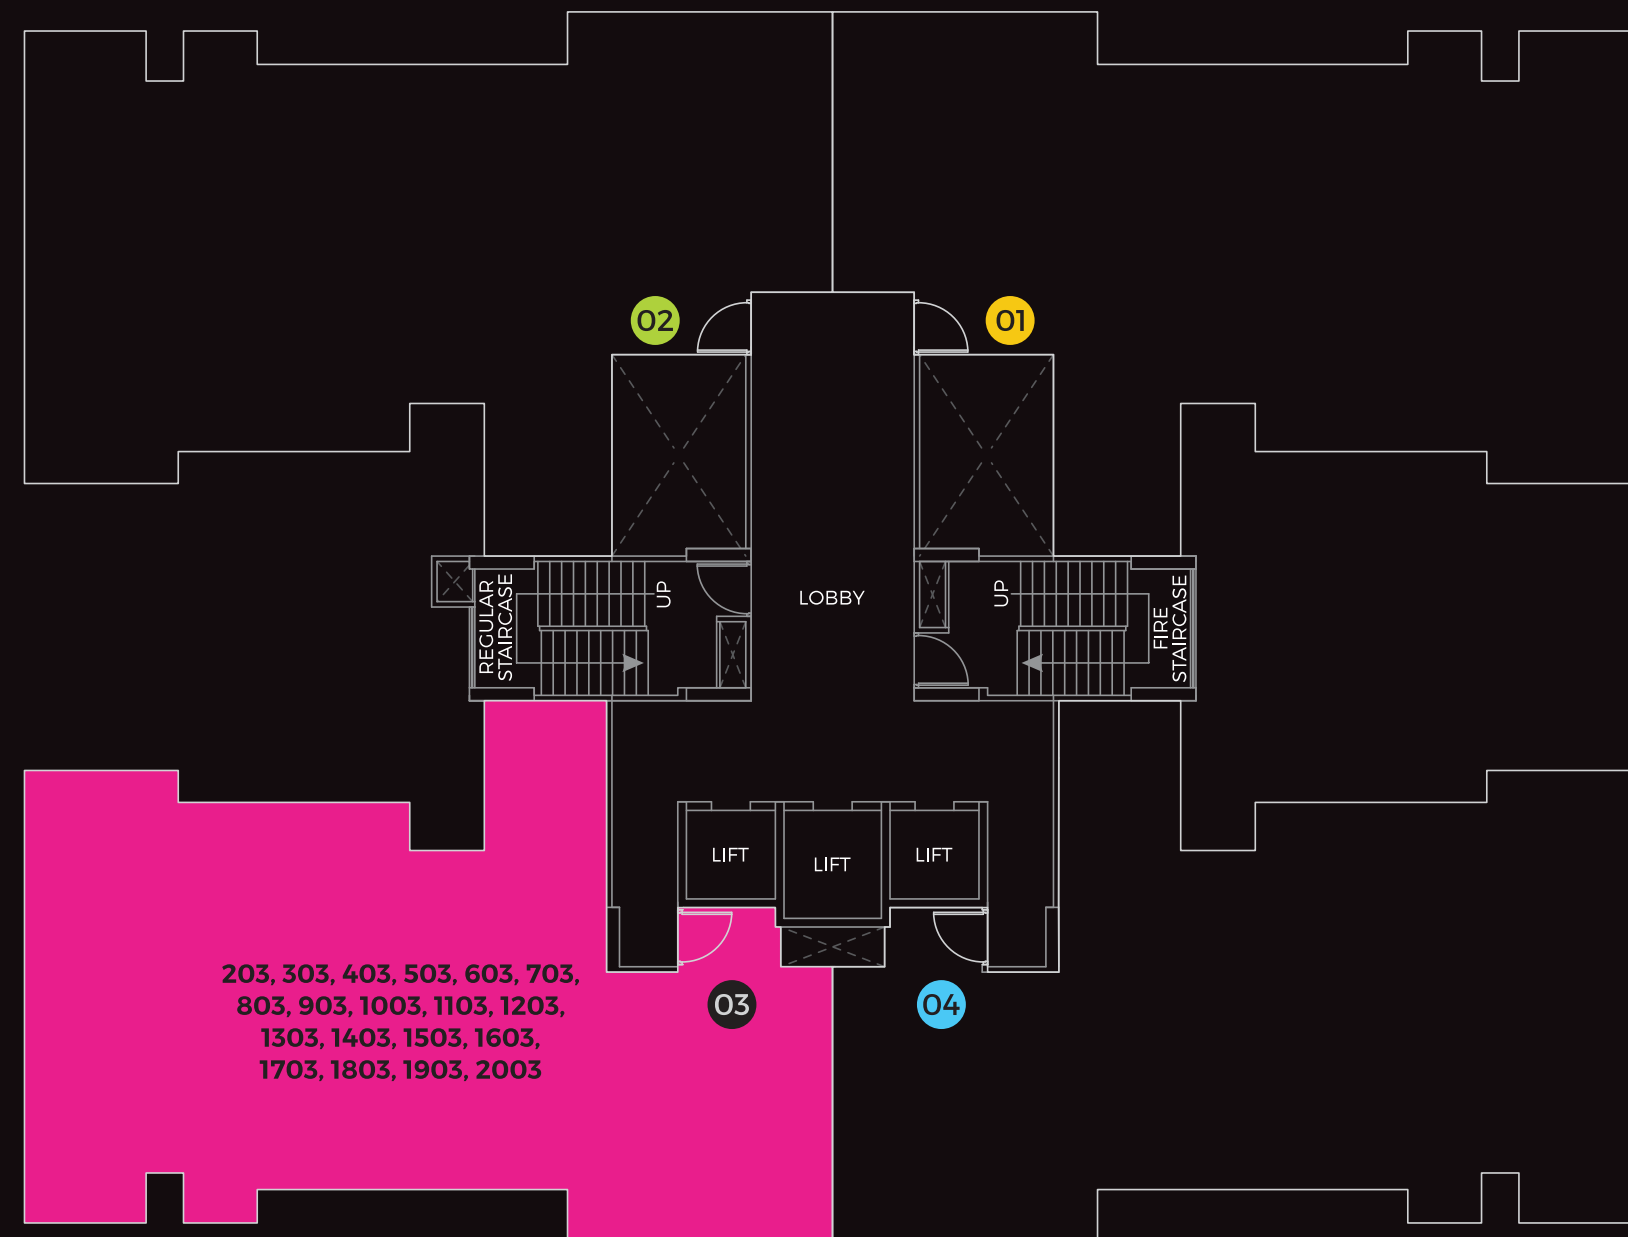 02
01
REGULAR
STAIRCASE
UP
LOBBY
UP
FIRE
STAIRCASE
LIFT
LIFT
LIFT
203, 303, 403, 503, 603, 703,
803, 903, 1003, 1103, 1203,
1303, 1403, 1503, 1603,
1703, 1803, 1903, 2003
03
04